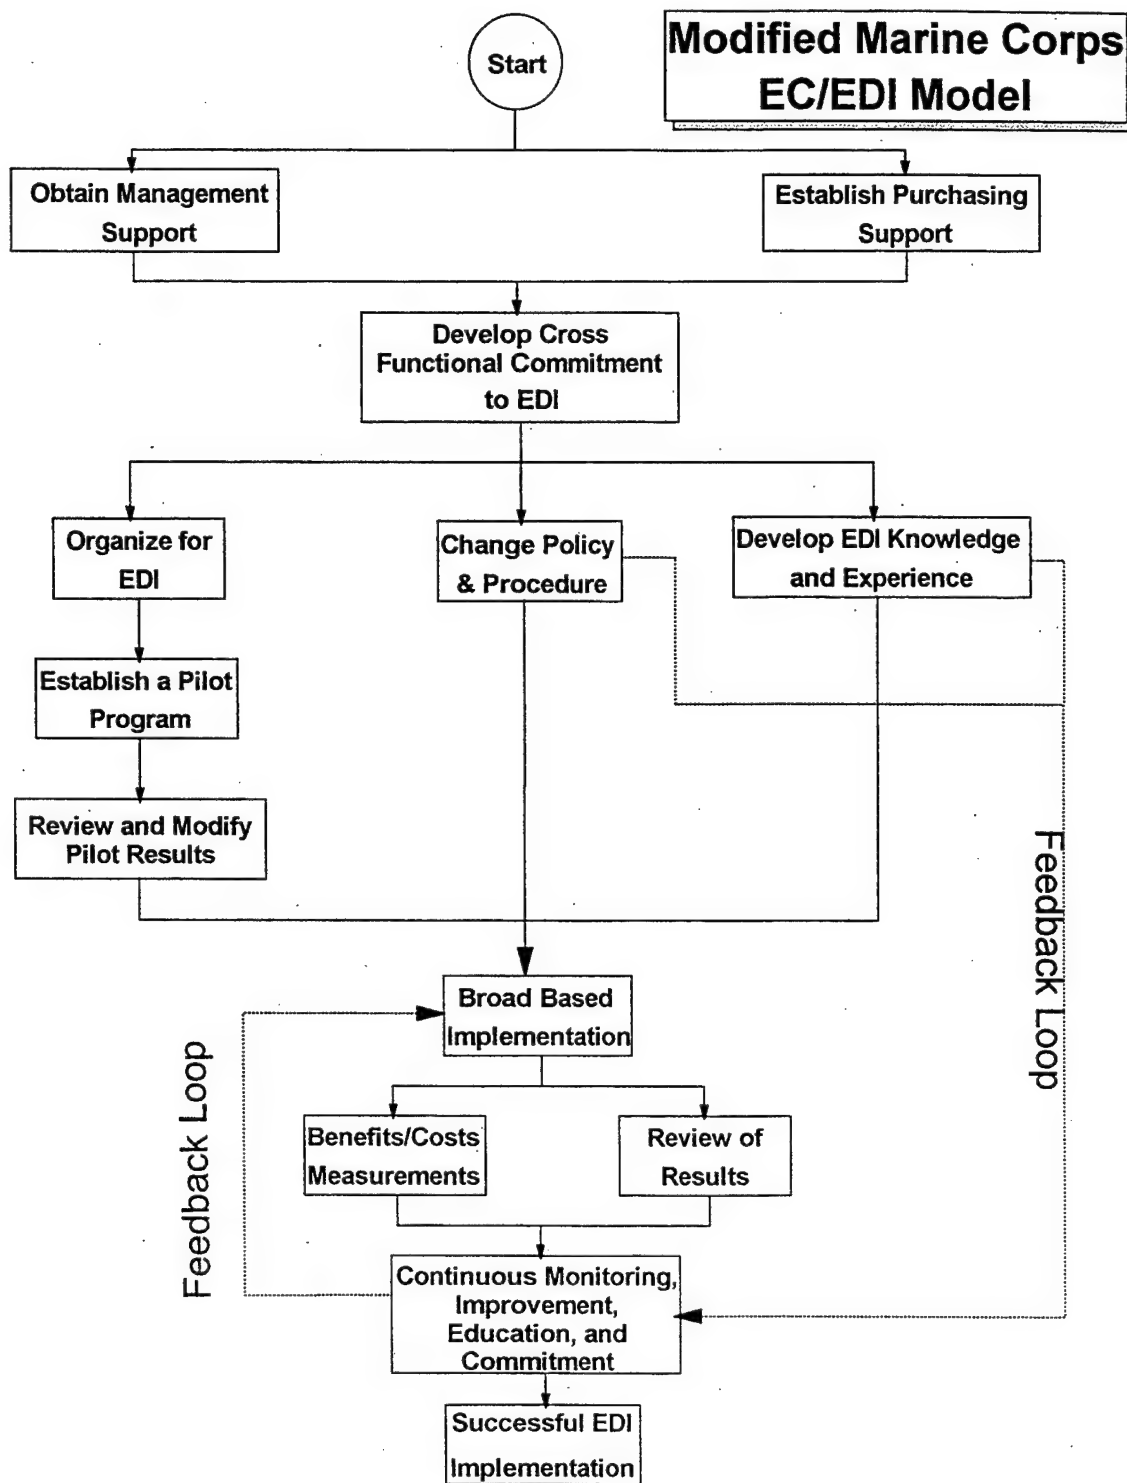 Modified Marine Corps
EC/EDI Model
Start
Obtain Management
Support
Establish Purchasing
Support
Develop Cross
Functional Commitment
to EDI
Organize for
EDI
Change Policy
& Procedure
Develop EDI Knowledge
and Experience
Establish a Pilot
Program
Review and Modify
Pilot Results
Feedback Loop
Broad Based
Implementation
Feedback Loop
Benefits/Costs
Measurements
Review of
Results
Continuous Monitoring,
Improvement,
Education, and
Commitment
Successful EDI
Implementation